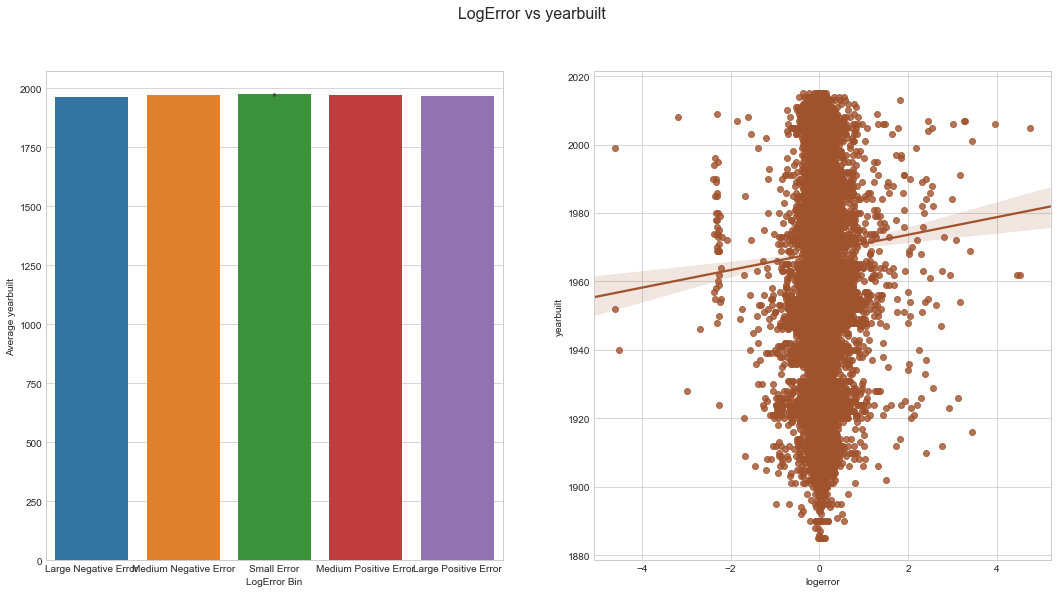 LogError vs yearbuilt
2000
1750
1500
1250
1000
750
500
250
0
Average yearbuilt
Large Negative Error
Medium Negative Error
Small Error
Medium Positive Error
Large Positive Error
LogError Bin
2020
2000
1980
1960
1940
1920
1900
1880
yearbuilt
−4
−2
0
2
4
logerror